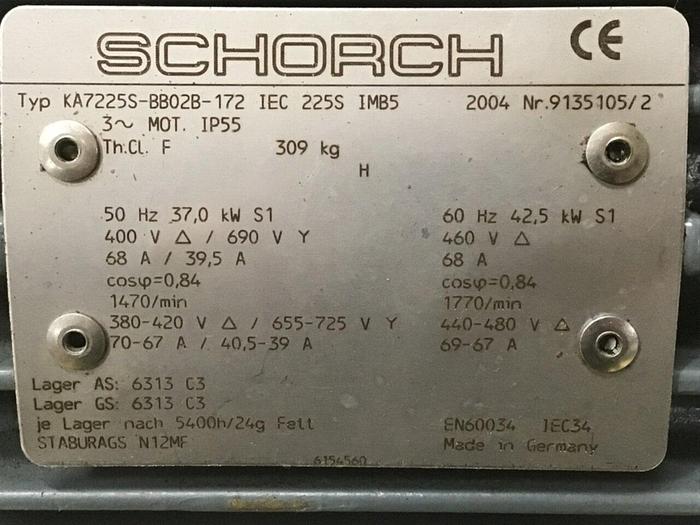 SCHORCH CE
Typ KA7225S-BB02B-172 IEC 225S IMB5 2004 Nr.9135105/2
3~ MOT. IP55
Th.Cl. F 309 kg
H
50 Hz 37,0 kW S1 60 Hz 42,5 kW S1
400 V Δ / 690 V Y 460 V Δ
68 A / 39,5 A 68 A
cosφ=0,84 cosφ=0,84
1470/min 1770/min
380-420 V Δ / 655-725 V Y 440-480 V Δ
70-67 A / 40,5-39 A 69-67 A
Lager AS: 6313 C3
Lager GS: 6313 C3
je Lager nach 5400h/24g Fett EN60034 IEC34
STABURAGS N12MF Made in Germany
6154560